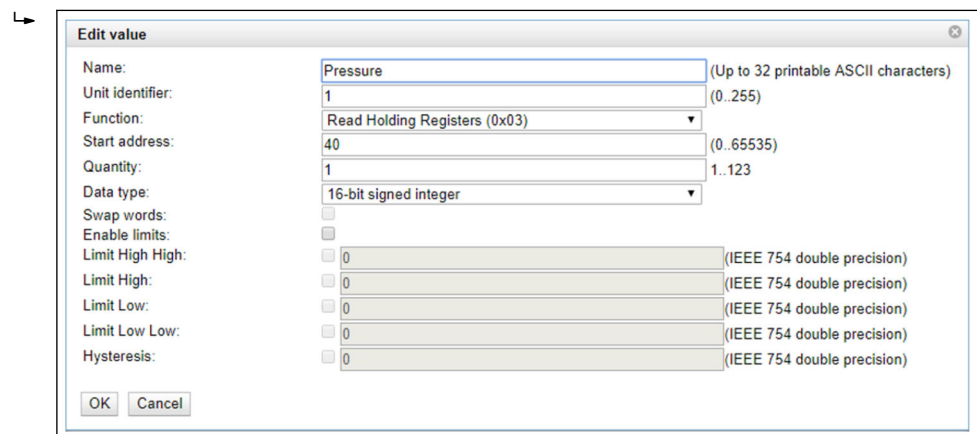 Edit value
Name: Pressure (Up to 32 printable ASCII characters)
Unit identifier: 1 (0..255)
Function: Read Holding Registers (0x03)
Start address: 40 (0..65535)
Quantity: 1 1..123
Data type: 16-bit signed integer
Swap words:
Enable limits:
Limit High High: 0 (IEEE 754 double precision)
Limit High: 0 (IEEE 754 double precision)
Limit Low: 0 (IEEE 754 double precision)
Limit Low Low: 0 (IEEE 754 double precision)
Hysteresis: 0 (IEEE 754 double precision)
OK Cancel